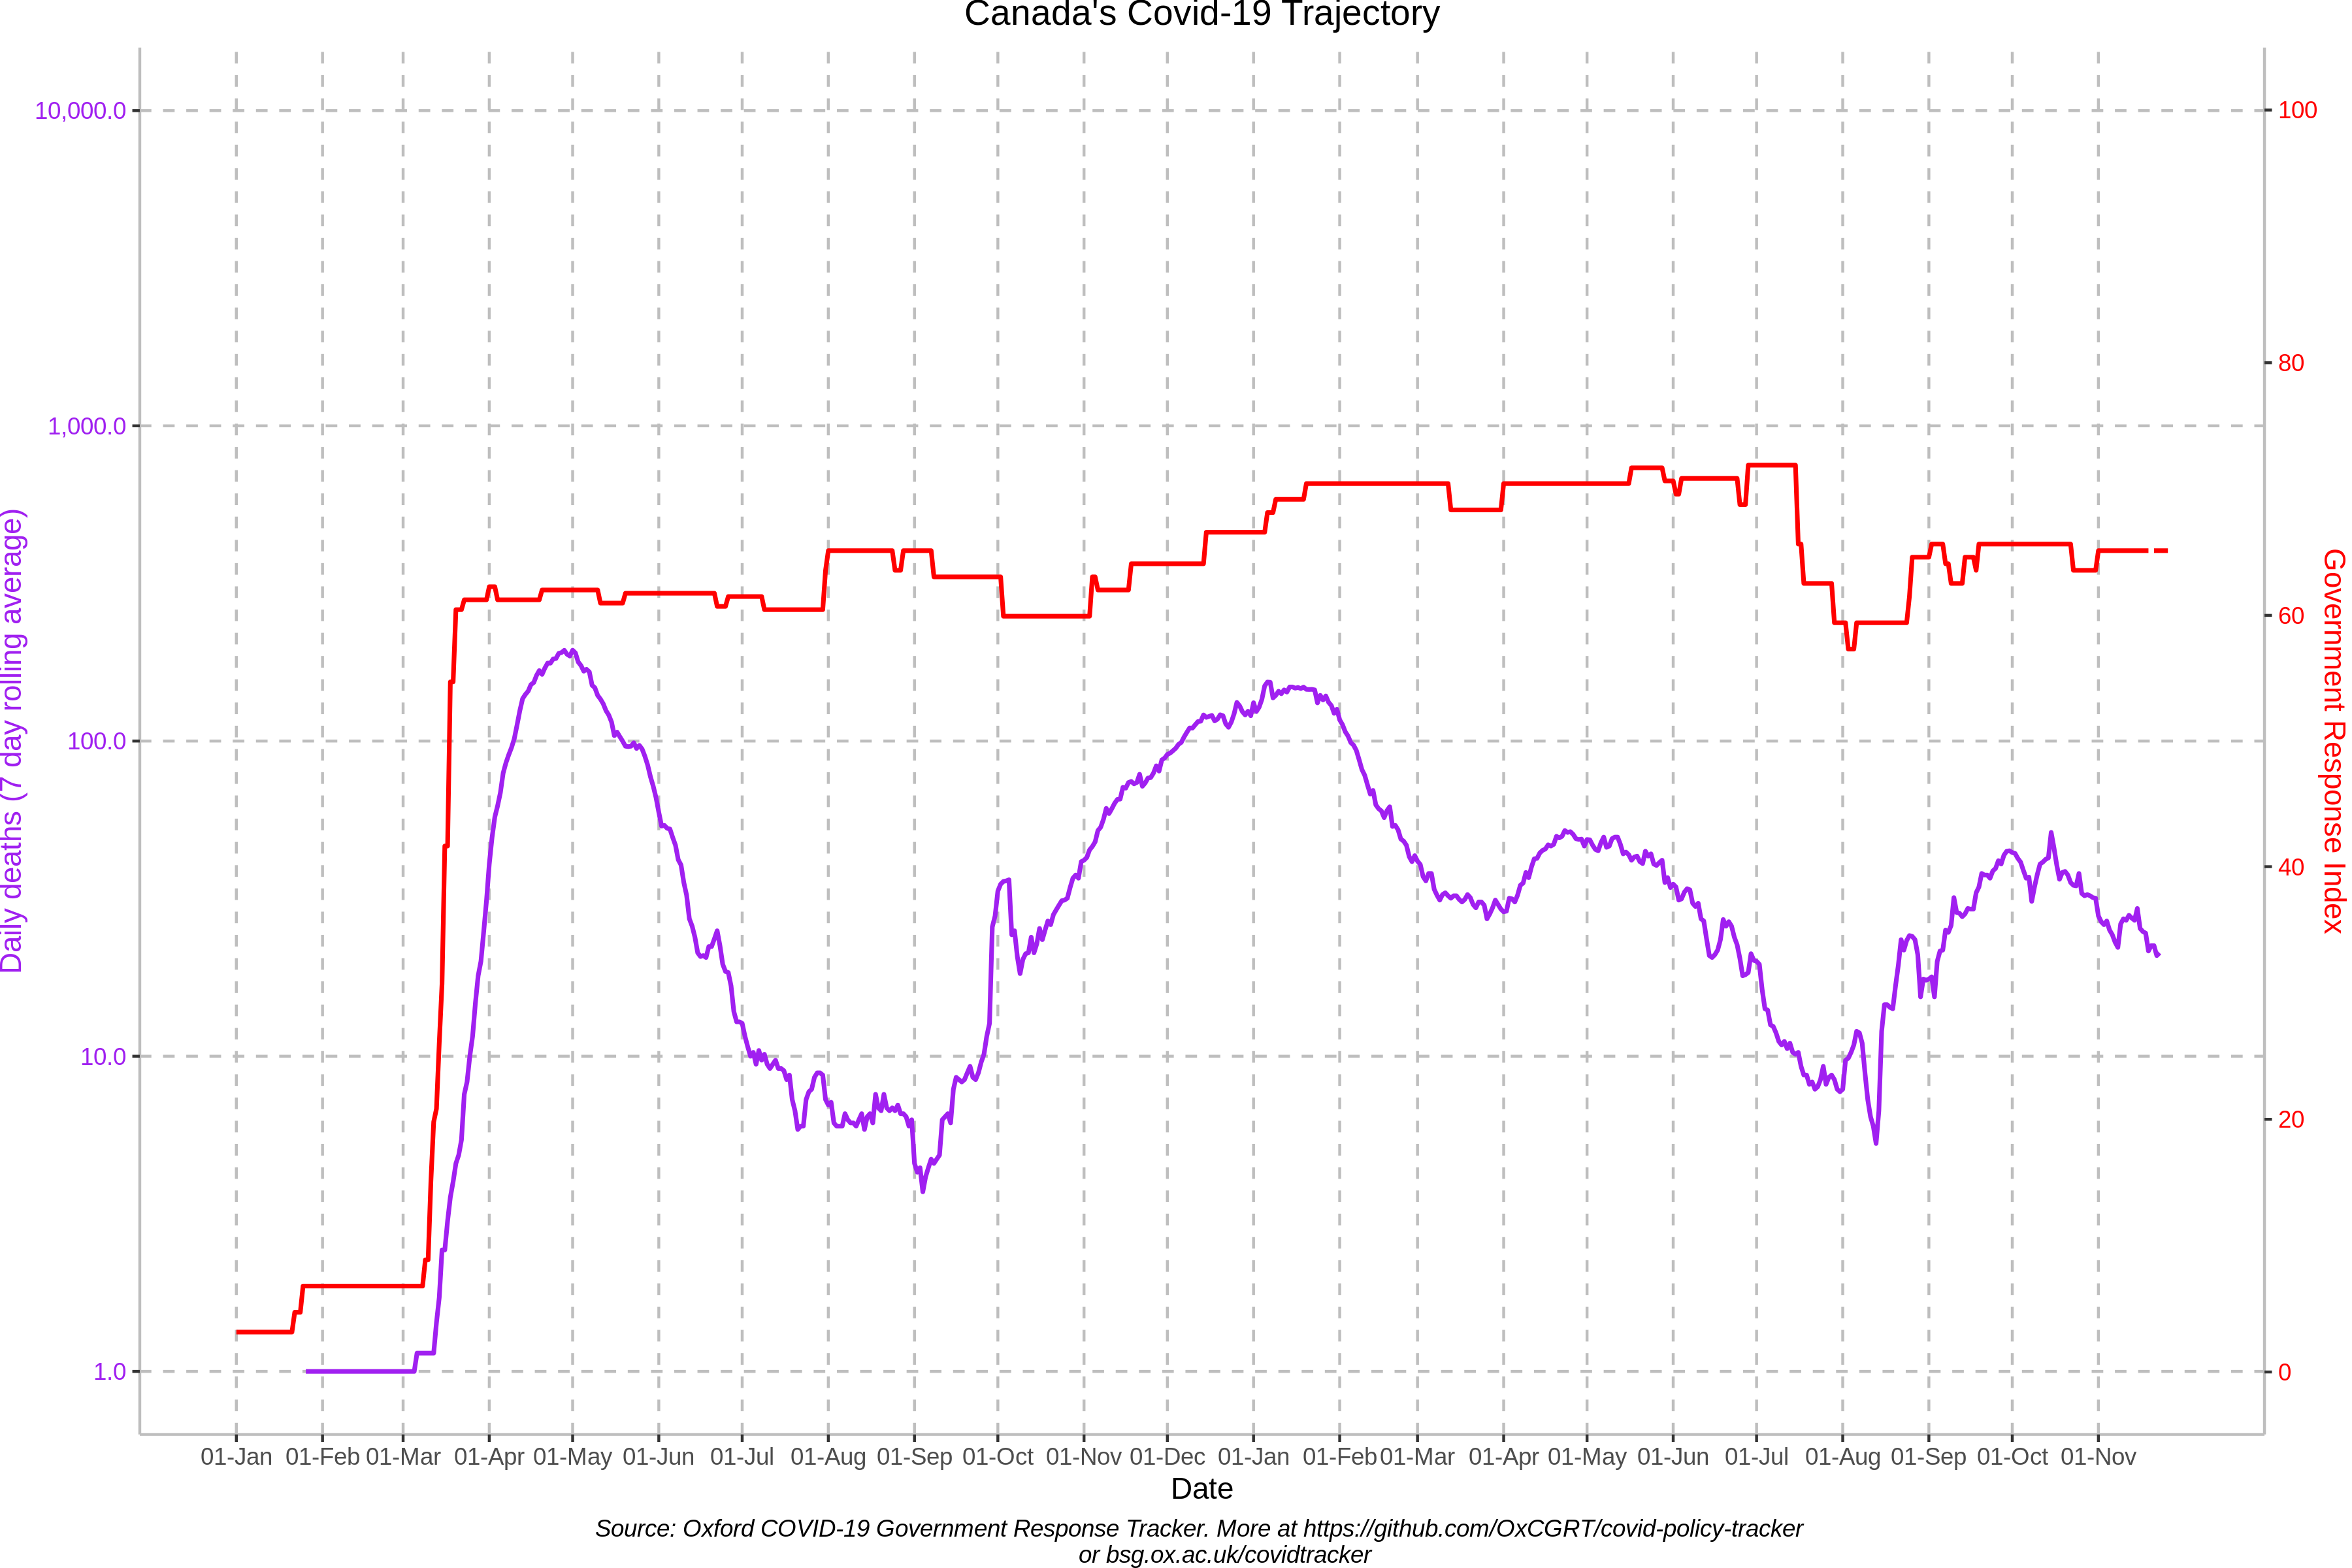 Canada's Covid-19 Trajectory
10,000.0
1,000.0
100.0
10.0
1.0
Daily deaths (7 day rolling average)
100
80
60
40
20
0
Government Response Index
01-Jan 01-Feb 01-Mar 01-Apr 01-May 01-Jun 01-Jul 01-Aug 01-Sep 01-Oct 01-Nov 01-Dec 01-Jan 01-Feb 01-Mar 01-Apr 01-May 01-Jun 01-Jul 01-Aug 01-Sep 01-Oct 01-Nov
Date
Source: Oxford COVID-19 Government Response Tracker. More at https://github.com/OxCGRT/covid-policy-tracker
or bsg.ox.ac.uk/covidtracker